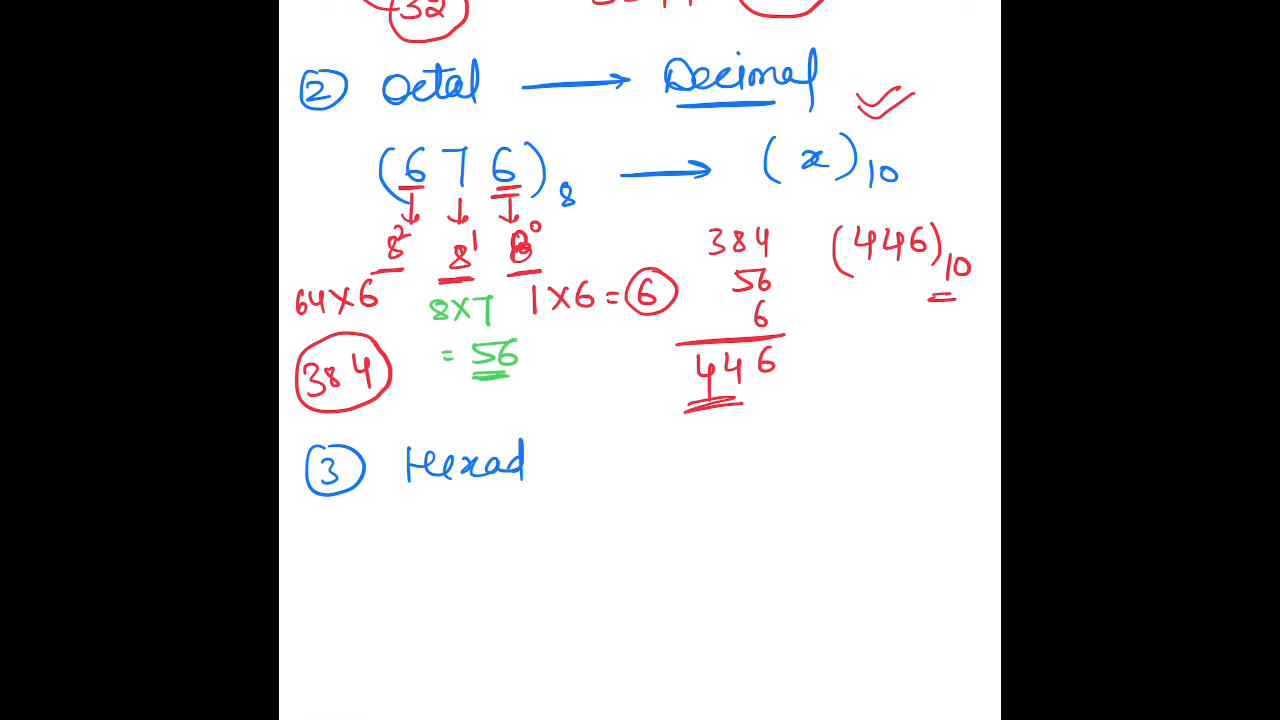 32
② Octal ⟶ Decimal
(6 7 6)₈ ⟶ (x)₁₀
8² 8¹ 8⁰
64×6 8×7 1×6 = 6
384 = 56
384
56
6
446
(446)₁₀
③ Hexad